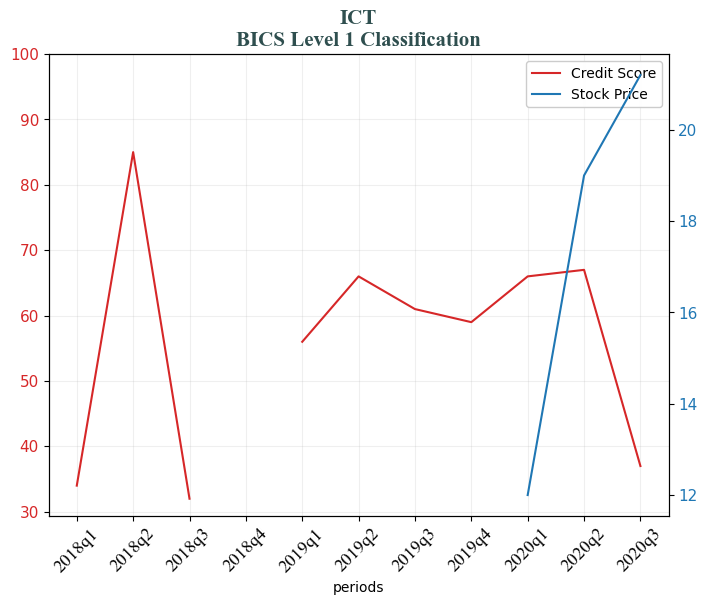 ICT
BICS Level 1 Classification
100
90
80
70
60
50
40
30
Credit Score
Stock Price
20
18
16
14
12
2018q1
2018q2
2018q3
2018q4
2019q1
2019q2
2019q3
2019q4
2020q1
2020q2
2020q3
periods